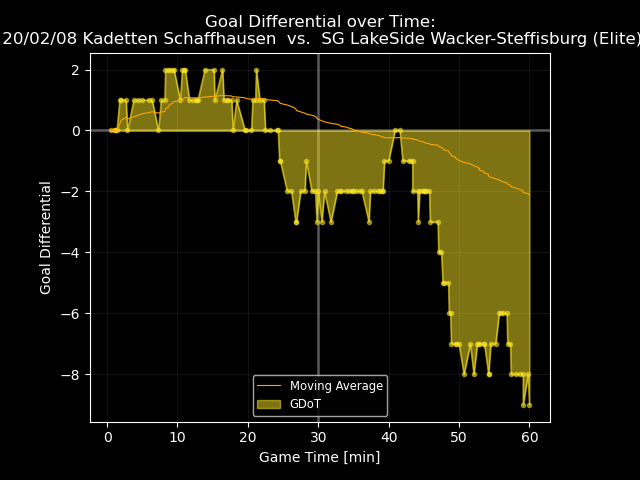 Goal Differential over Time:
20/02/08 Kadetten Schaffhausen  vs.  SG LakeSide Wacker-Steffisburg (Elite)
2
0
−2
−4
−6
−8
Goal Differential
Moving Average
GDoT
0 10 20 30 40 50 60
Game Time [min]